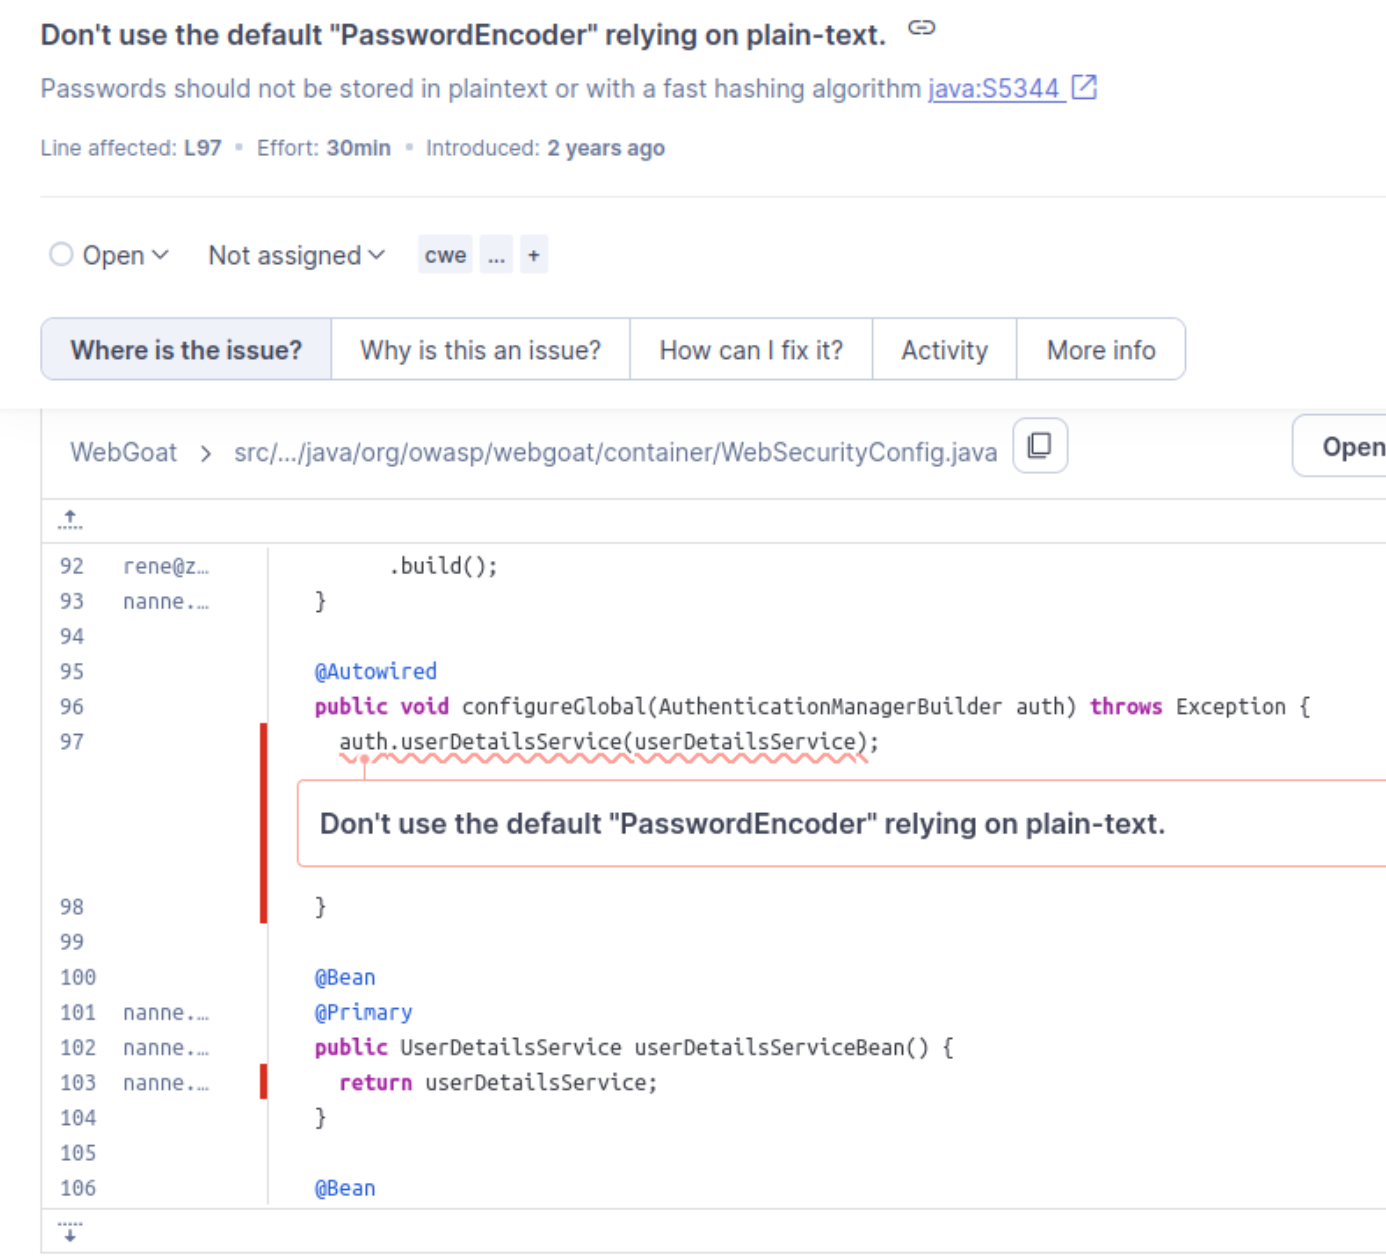 Don't use the default "PasswordEncoder" relying on plain-text.
Passwords should not be stored in plaintext or with a fast hashing algorithm java:S5344
Line affected: L97 • Effort: 30min • Introduced: 2 years ago
Open Not assigned cwe ... +
Where is the issue? Why is this an issue? How can I fix it? Activity More info
WebGoat > src/.../java/org/owasp/webgoat/container/WebSecurityConfig.java Open
92 rene@z... .build();
93 nanne.... }
94
95 @Autowired
96 public void configureGlobal(AuthenticationManagerBuilder auth) throws Exception {
97 auth.userDetailsService(userDetailsService);
Don't use the default "PasswordEncoder" relying on plain-text.
98 }
99
100 @Bean
101 nanne.... @Primary
102 nanne.... public UserDetailsService userDetailsServiceBean() {
103 nanne.... return userDetailsService;
104 }
105
106 @Bean